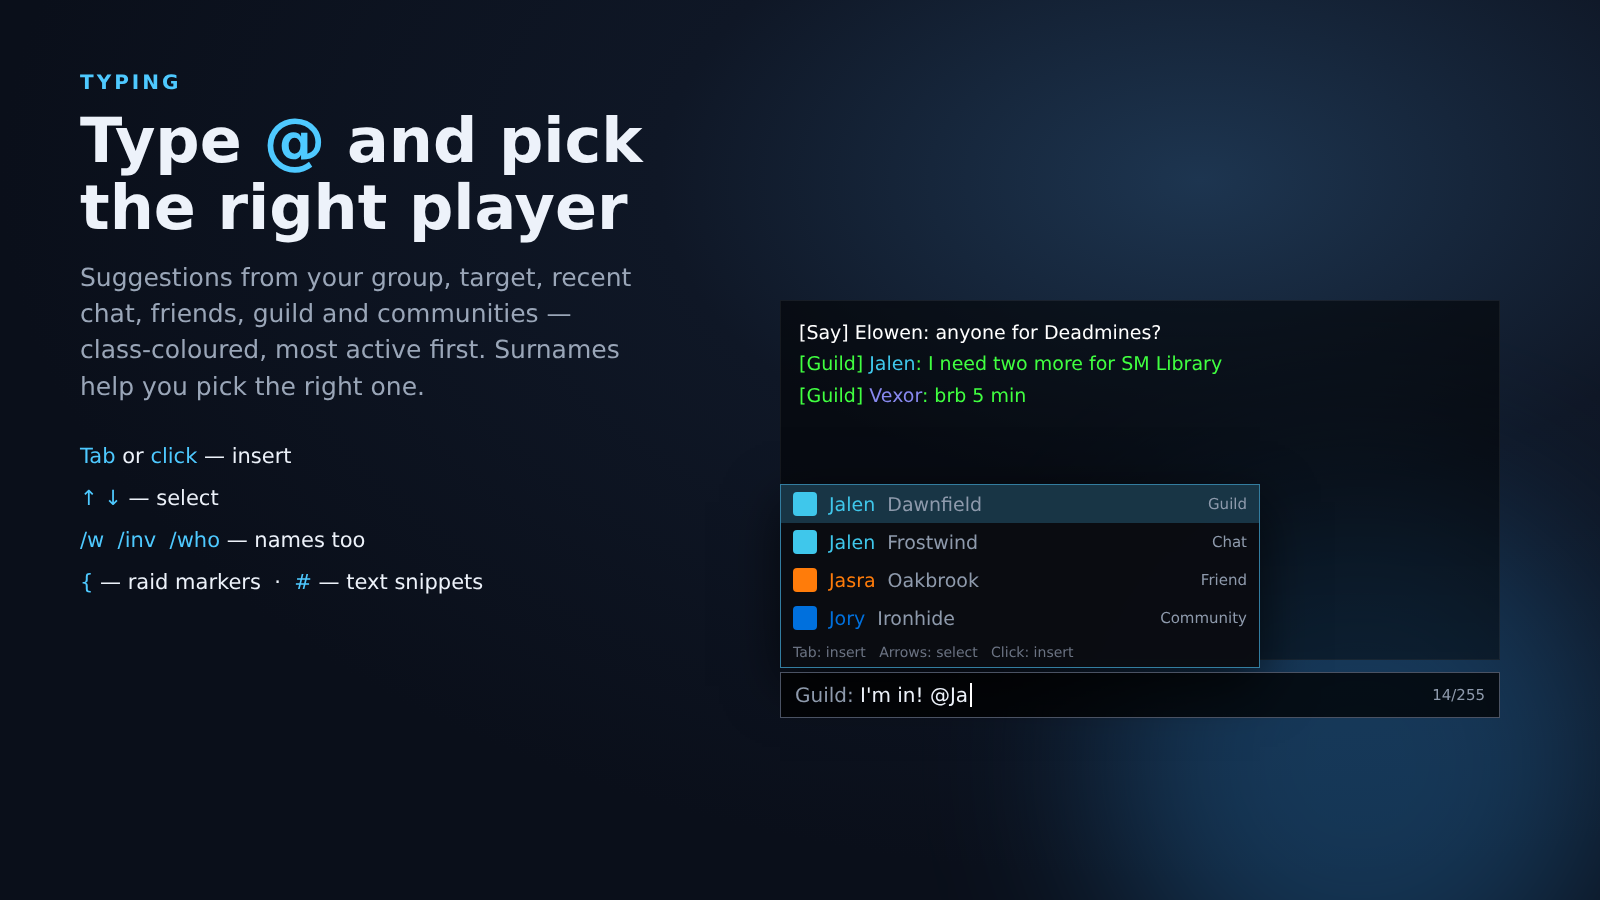 TYPING
Type @ and pick
the right player
Suggestions from your group, target, recent
chat, friends, guild and communities —
class-coloured, most active first. Surnames
help you pick the right one.
Tab or click — insert
↑ ↓ — select
/w /inv /who — names too
{ — raid markers · # — text snippets
[Say] Elowen: anyone for Deadmines?
[Guild] Jalen: I need two more for SM Library
[Guild] Vexor: brb 5 min
Jalen Dawnfield Guild
Jalen Frostwind Chat
Jasra Oakbrook Friend
Jory Ironhide Community
Tab: insert Arrows: select Click: insert
Guild: I'm in! @Ja 14/255